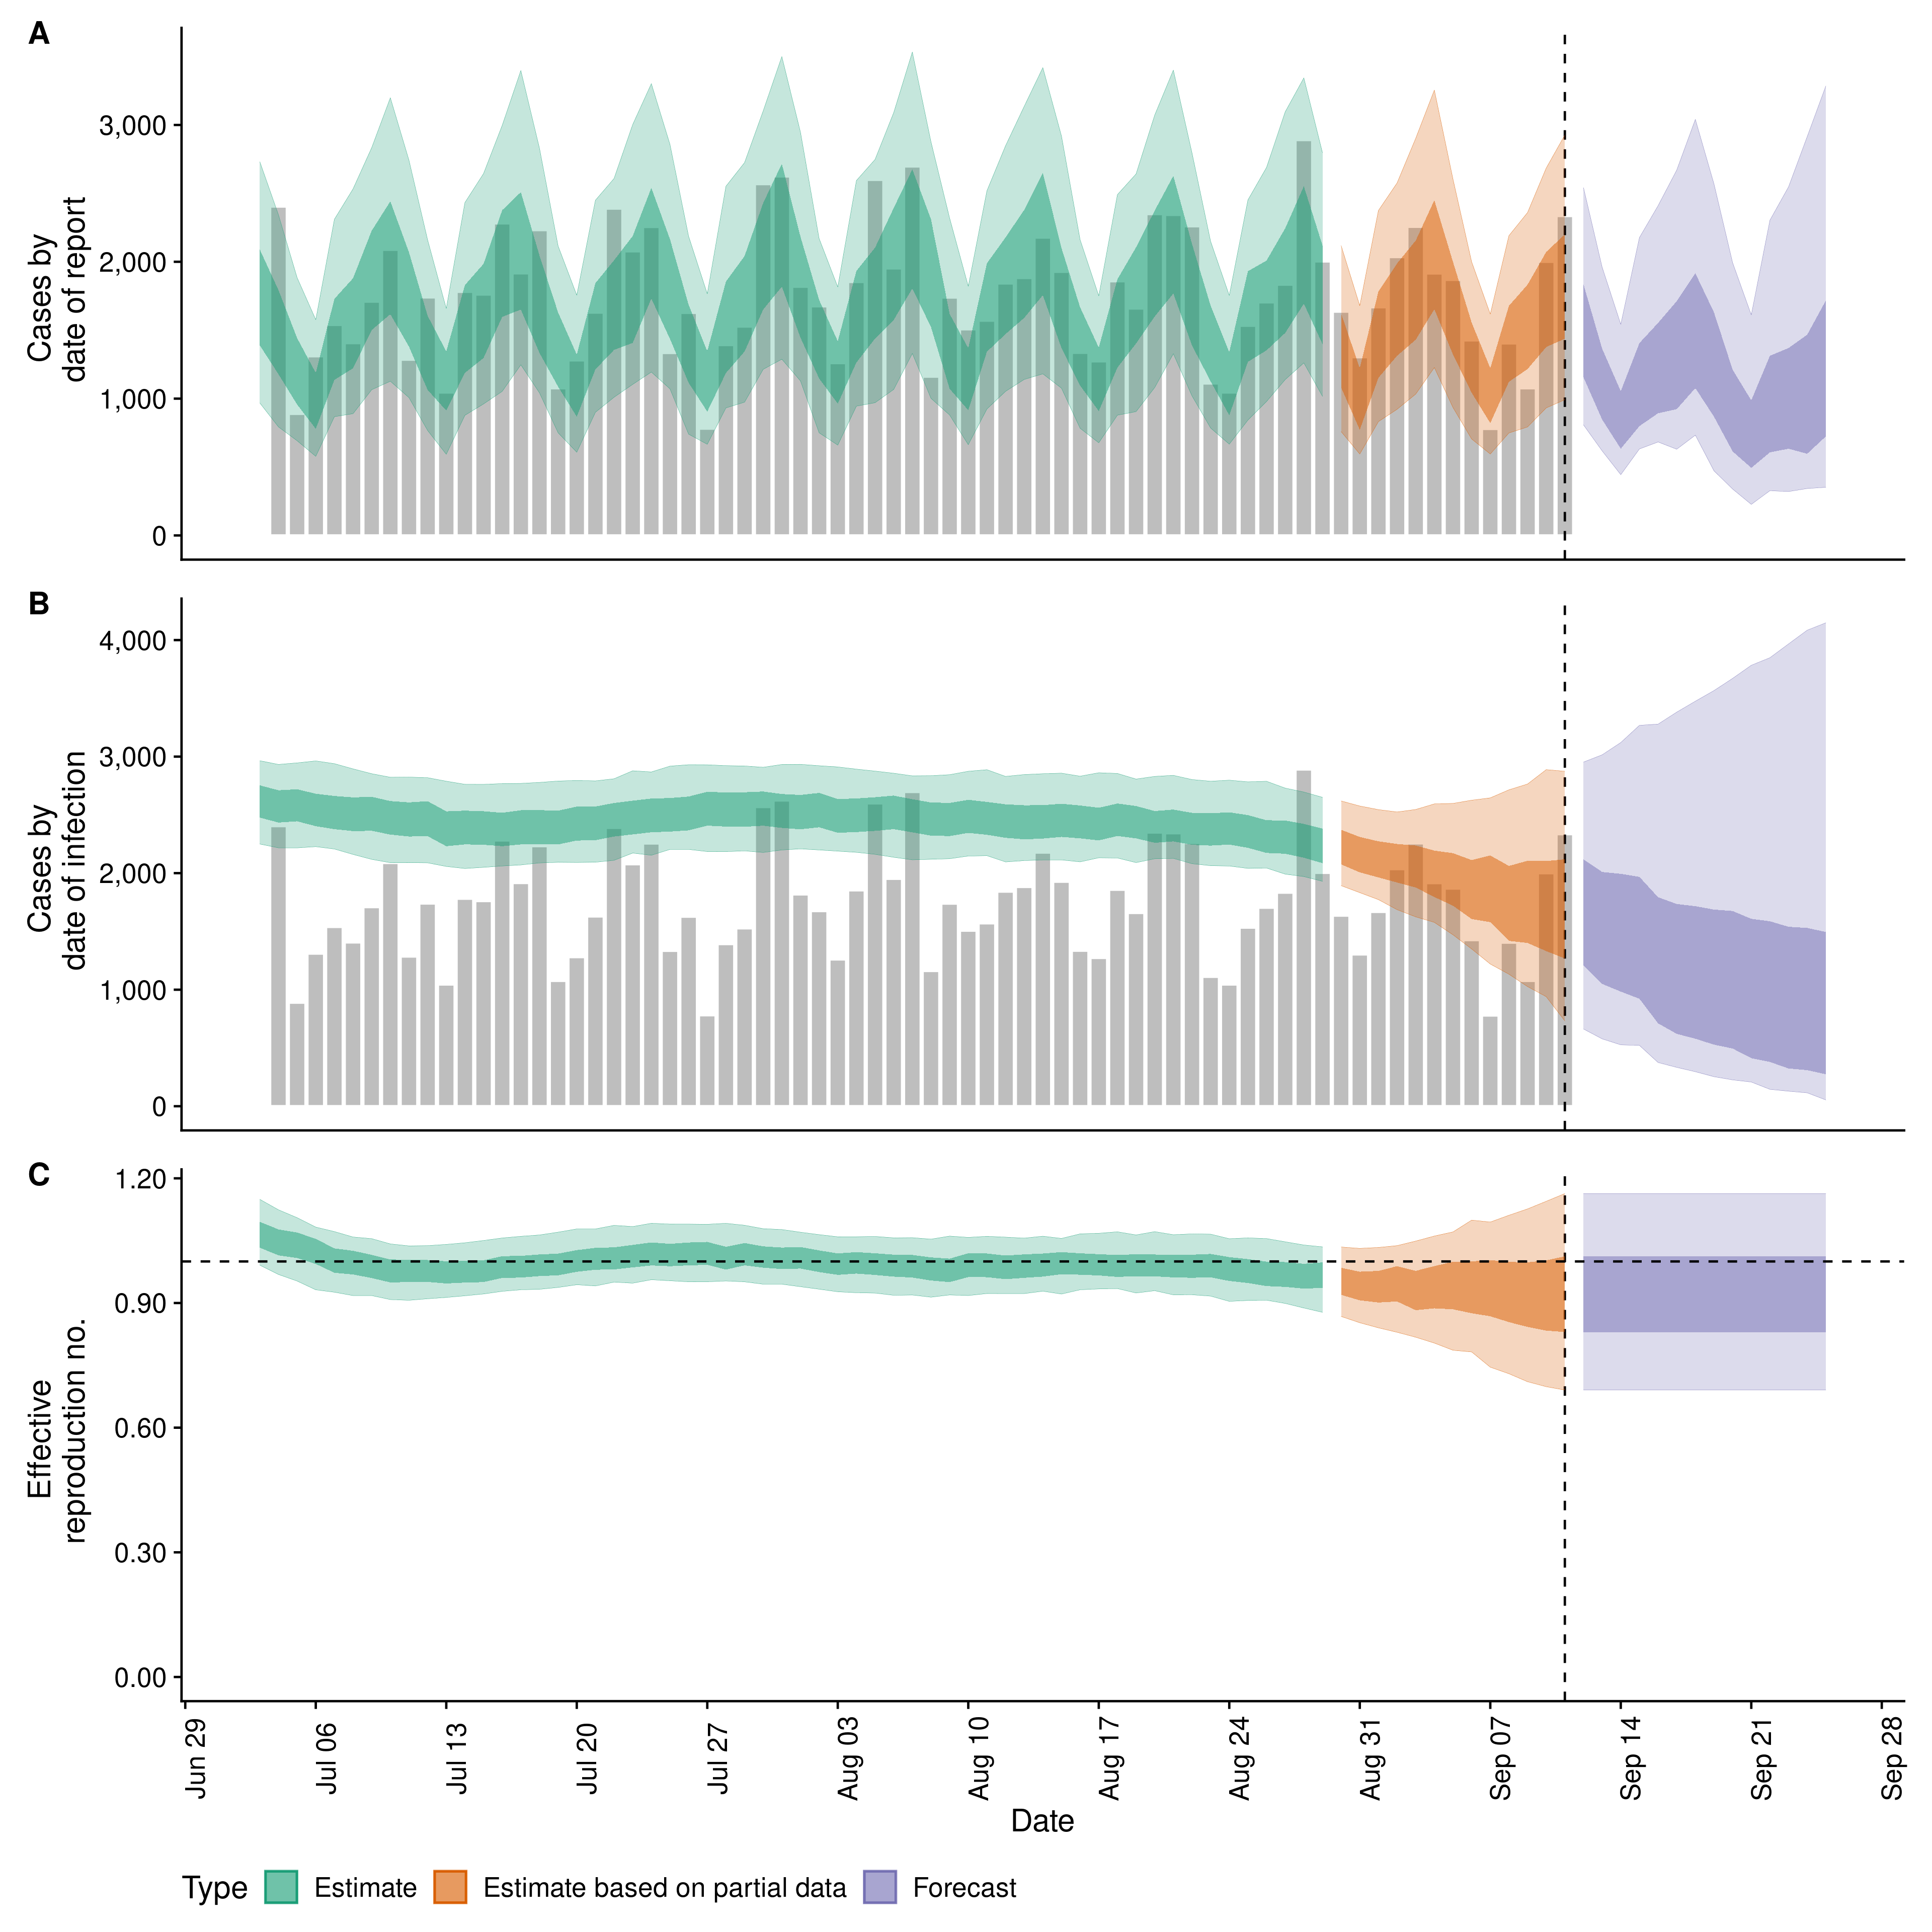 A
Cases by
date of report
3,000
2,000
1,000
0
B
Cases by
date of infection
4,000
3,000
2,000
1,000
0
C
Effective
reproduction no.
1.20
0.90
0.60
0.30
0.00
Jun 29
Jul 06
Jul 13
Jul 20
Jul 27
Aug 03
Aug 10
Aug 17
Aug 24
Aug 31
Sep 07
Sep 14
Sep 21
Sep 28
Date
Type Estimate Estimate based on partial data Forecast